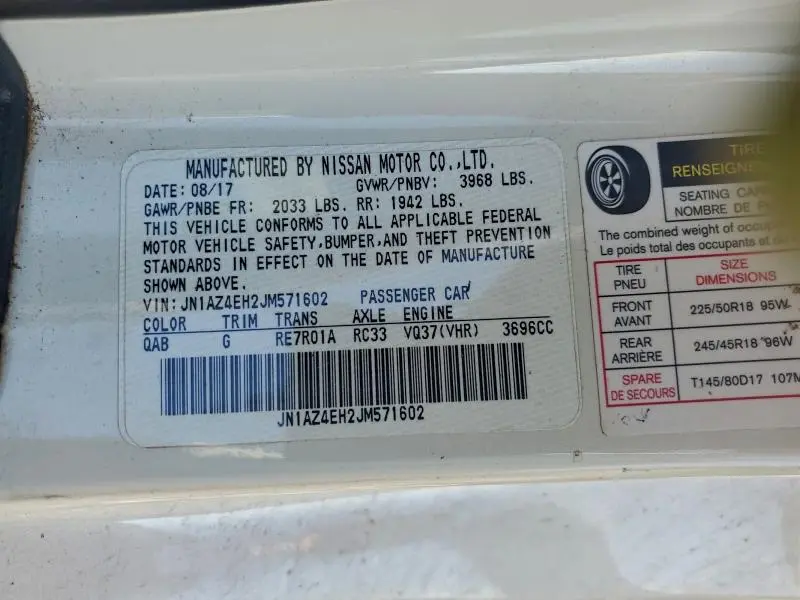 MANUFACTURED BY NISSAN MOTOR CO.,LTD.
DATE: 08/17 GVWR/PNBV: 3968 LBS.
GAWR/PNBE FR: 2033 LBS. RR: 1942 LBS.
THIS VEHICLE CONFORMS TO ALL APPLICABLE FEDERAL
MOTOR VEHICLE SAFETY,BUMPER,AND THEFT PREVENTION
STANDARDS IN EFFECT ON THE DATE OF MANUFACTURE
SHOWN ABOVE.
VIN:JN1AZ4EH2JM571602 PASSENGER CAR
COLOR TRIM TRANS AXLE ENGINE
QAB G RE7R01A RC33 VQ37(VHR) 3696CC
JN1AZ4EH2JM571602
TIRE
RENSEIGNE
SEATING CAP
NOMBRE DE
The combined weight of
Le poids total des occupants et
TIRE SIZE
PNEU DIMENSIONS
FRONT
AVANT 225/50R18 95W
REAR
ARRIÈRE 245/45R18 96W
SPARE
DE SECOURS T145/80D17 107M